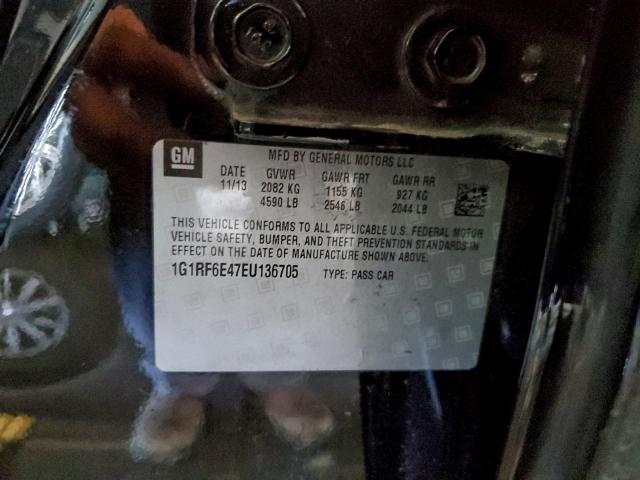 GM
MFD BY GENERAL MOTORS LLC
DATE GVWR GAWR FRT GAWR RR
11/13 2082 KG 1155 KG 927 KG
4590 LB 2546 LB 2044 LB
THIS VEHICLE CONFORMS TO ALL APPLICABLE U.S. FEDERAL MOTOR
VEHICLE SAFETY, BUMPER, AND THEFT PREVENTION STANDARDS IN
EFFECT ON THE DATE OF MANUFACTURE SHOWN ABOVE.
1G1RF6E47EU136705 TYPE: PASS CAR